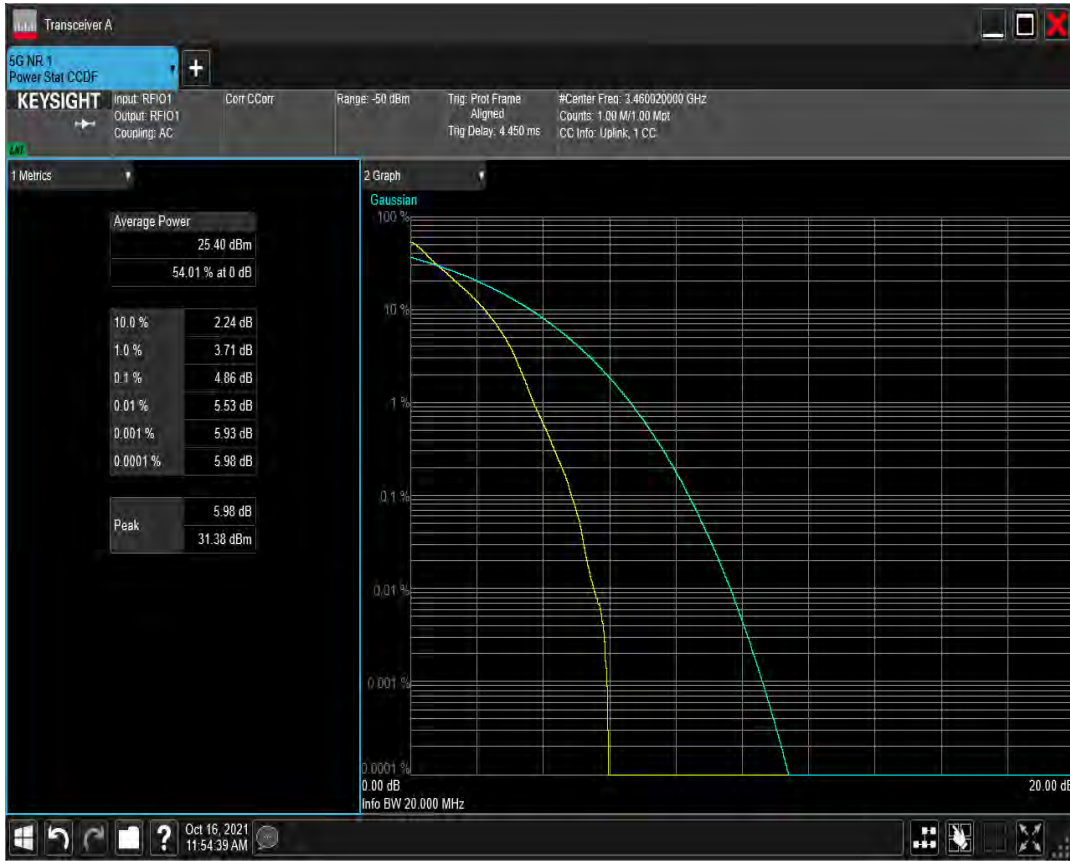 Transceiver A
5G NR 1
Power Stat CCDF
+
KEYSIGHT
Input: RFIO1
Output: RFIO1
Coupling: AC
Corr CCorr
Range: -50 dBm
Trig: Prot Frame
Aligned
Trig Delay: 4.450 ms
#Center Freq: 3.460020000 GHz
Counts: 1.00 M/1.00 Mpt
CC Info: Uplink, 1 CC
1 Metrics
Average Power
25.40 dBm
54.01 % at 0 dB
10.0 % 2.24 dB
1.0 % 3.71 dB
0.1 % 4.86 dB
0.01 % 5.53 dB
0.001 % 5.93 dB
0.0001 % 5.98 dB
Peak
5.98 dB
31.38 dBm
2 Graph
Gaussian
100 %
10 %
1 %
0.1 %
0.01 %
0.001 %
0.0001 %
0.00 dB 20.00 dB
Info BW 20.000 MHz
? Oct 16, 2021
11:54:39 AM